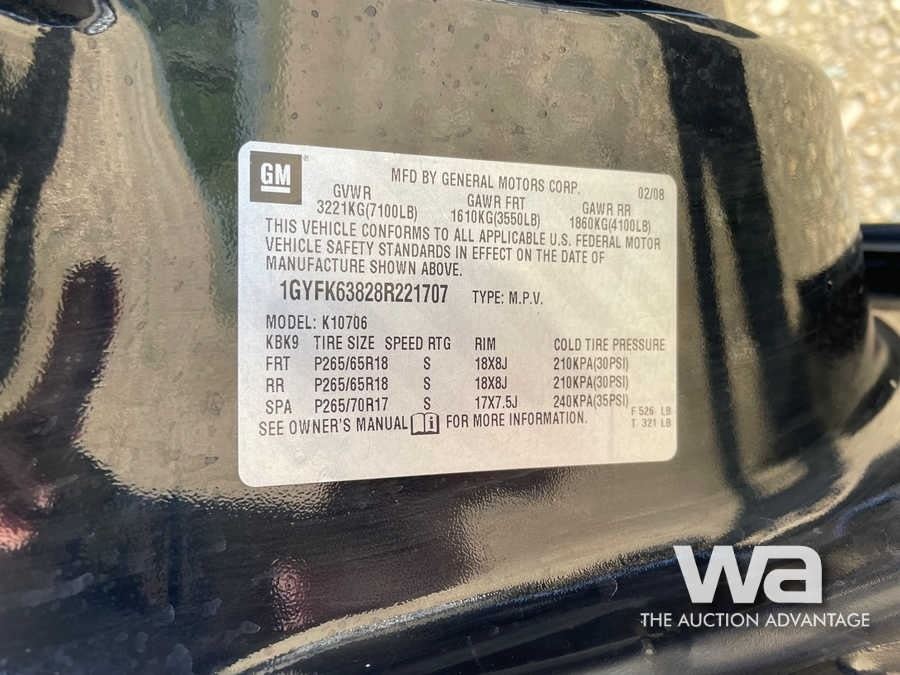 GM
MFD BY GENERAL MOTORS CORP. 02/08
GVWR GAWR FRT GAWR RR
3221KG(7100LB) 1610KG(3550LB) 1860KG(4100LB)
THIS VEHICLE CONFORMS TO ALL APPLICABLE U.S. FEDERAL MOTOR
VEHICLE SAFETY STANDARDS IN EFFECT ON THE DATE OF
MANUFACTURE SHOWN ABOVE.
1GYFK63828R221707 TYPE: M.P.V.
MODEL: K10706
KBK9 TIRE SIZE SPEED RTG RIM COLD TIRE PRESSURE
FRT P265/65R18 S 18X8J 210KPA(30PSI)
RR P265/65R18 S 18X8J 210KPA(30PSI)
SPA P265/70R17 S 17X7.5J 240KPA(35PSI)
F 526 LB
SEE OWNER'S MANUAL i FOR MORE INFORMATION. T 321 LB
wa
THE AUCTION ADVANTAGE